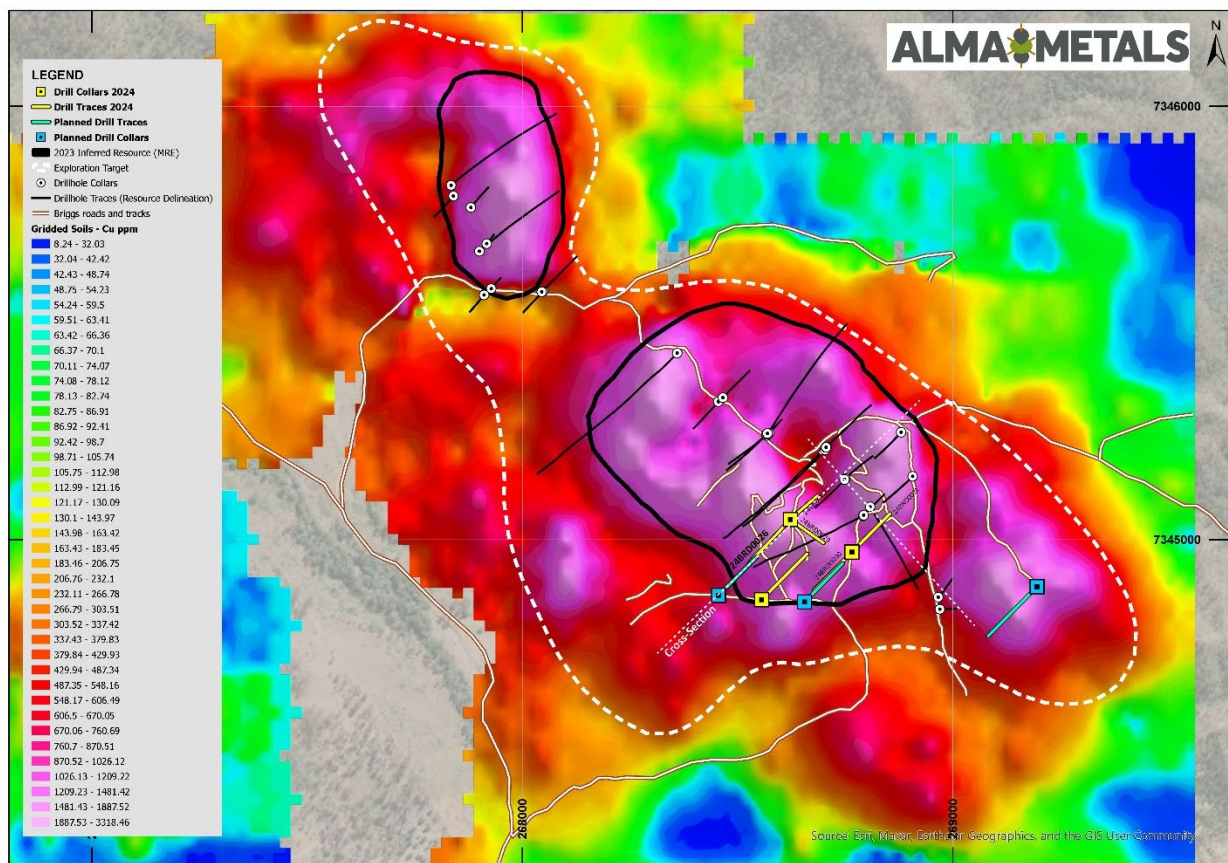 ALMA METALS
N
LEGEND
Drill Collars 2024
Drill Traces 2024
Planned Drill Traces
Planned Drill Collars
2023 Inferred Resource (MRE)
Exploration Target
Drillhole Collars
Drillhole Traces (Resource Delineation)
Briggs roads and tracks
Gridded Soils - Cu ppm
8.24 - 32.03
32.04 - 42.42
42.43 - 48.74
48.75 - 54.23
54.24 - 59.5
59.51 - 63.41
63.42 - 66.36
66.37 - 70.1
70.11 - 74.07
74.08 - 78.12
78.13 - 82.74
82.75 - 86.91
86.92 - 92.41
92.42 - 98.7
98.71 - 105.74
105.75 - 112.98
112.99 - 121.16
121.17 - 130.09
130.1 - 143.97
143.98 - 163.42
163.43 - 183.45
183.46 - 206.75
206.76 - 232.1
232.11 - 266.78
266.79 - 303.51
303.52 - 337.42
337.43 - 379.83
379.84 - 429.93
429.94 - 487.34
487.35 - 548.16
548.17 - 606.49
606.5 - 670.05
670.06 - 760.69
760.7 - 870.51
870.52 - 1026.12
1026.13 - 1209.22
1209.23 - 1481.42
1481.43 - 1887.52
1887.53 - 3318.46
7346000
7345000
24BRD0026
Cross-Section
268000
269000
Source: Esri, Maxar, Earthstar Geographics, and the GIS User Community